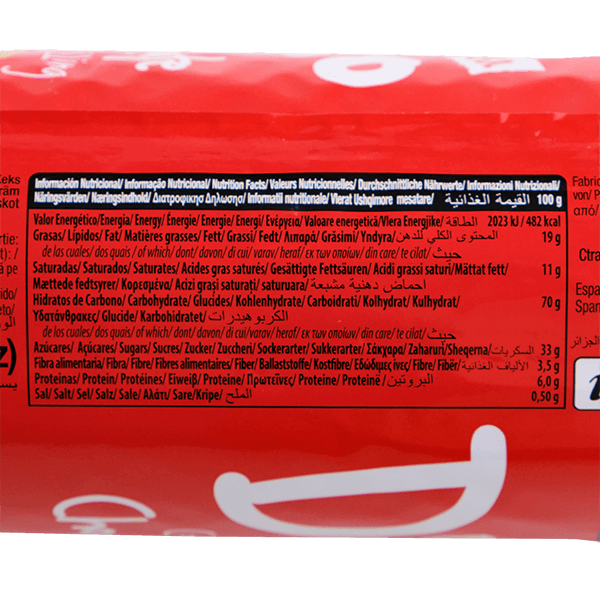 Información Nutricional/ Informação Nutricional/ Nutrition Facts/ Valeurs Nutricionnelles/ Durchschnittliche Nährwerte/ Informazioni Nutrizionali/
Näringsvärden/ Næringsindhold/ Διατροφικη Δηλωση/ Informatii nutritionale/ Vlerat Ushqimore mesatare/ القيمة الغذائية 100 g
Valor Energético/ Energia/ Energy/ Énergie/ Energie/ Energi/ Ενέργεια/ Valoare energetică/ Vlera Energjike/ الطاقة 2023 kJ / 482 kcal
Grasas/ Lípidos/ Fat/ Matières grasses/ Fett/ Grassi/ Fedt/ Λιπαρά/ Grăsimi/ Yndyra/ المحتوى الكلي للدهن 19 g
de las cuales/ dos quais / of which/ dont/ davon/ di cui/ varav/ heraf/ εκ των οποίων/ din care/ te cilat/ حيث
Saturadas/ Saturados/ Saturates/ Acides gras saturés/ Gesättigte Fettsäuren/ Acidi grassi saturi/ Mättat fett/ 11 g
Mættede fedtsyrer/ Κορεσμένα/ Acizi grași saturați/ saturuara/ احماض دهنية مشبعة
Hidratos de Carbono/ Carbohydrate/ Glucides/ Kohlenhydrate/ Carboidrati/ Kolhydrat/ Kulhydrat/ 70 g
Υδατάνθρακες/ Glucide/ Karbohidratet/ الكربوهيدرات
de los cuales/ dos quais/ of which/ dont/ davon/ di cui/ varav/ heraf/ εκ των οποίων/ din care/ te cilat/ حيث
Azúcares/ Açúcares/ Sugars/ Sucres/ Zucker/ Zuccheri/ Sockerarter/ Sukkerarter/ Σάκχαρα/ Zaharuri/Sheqerna/ السكريات 33 g
Fibra alimentaria/ Fibra/ Fibre/ Fibres alimentaires/ Fiber/ Ballaststoffe/ Kostfibre/ Εδώδιμες ίνες/ Fibre/ Fibër/ الألياف الغذائية 3,5 g
Proteínas/ Protein/ Protéines/ Eiweiβ/ Proteine/ Πρωτεΐνες/ Proteine/ Proteinë/ البروتين 6,0 g
Sal/ Salt/ Sel/ Salz/ Sale/ Αλάτι/ Sare/Kripe/ الملح 0,50 g